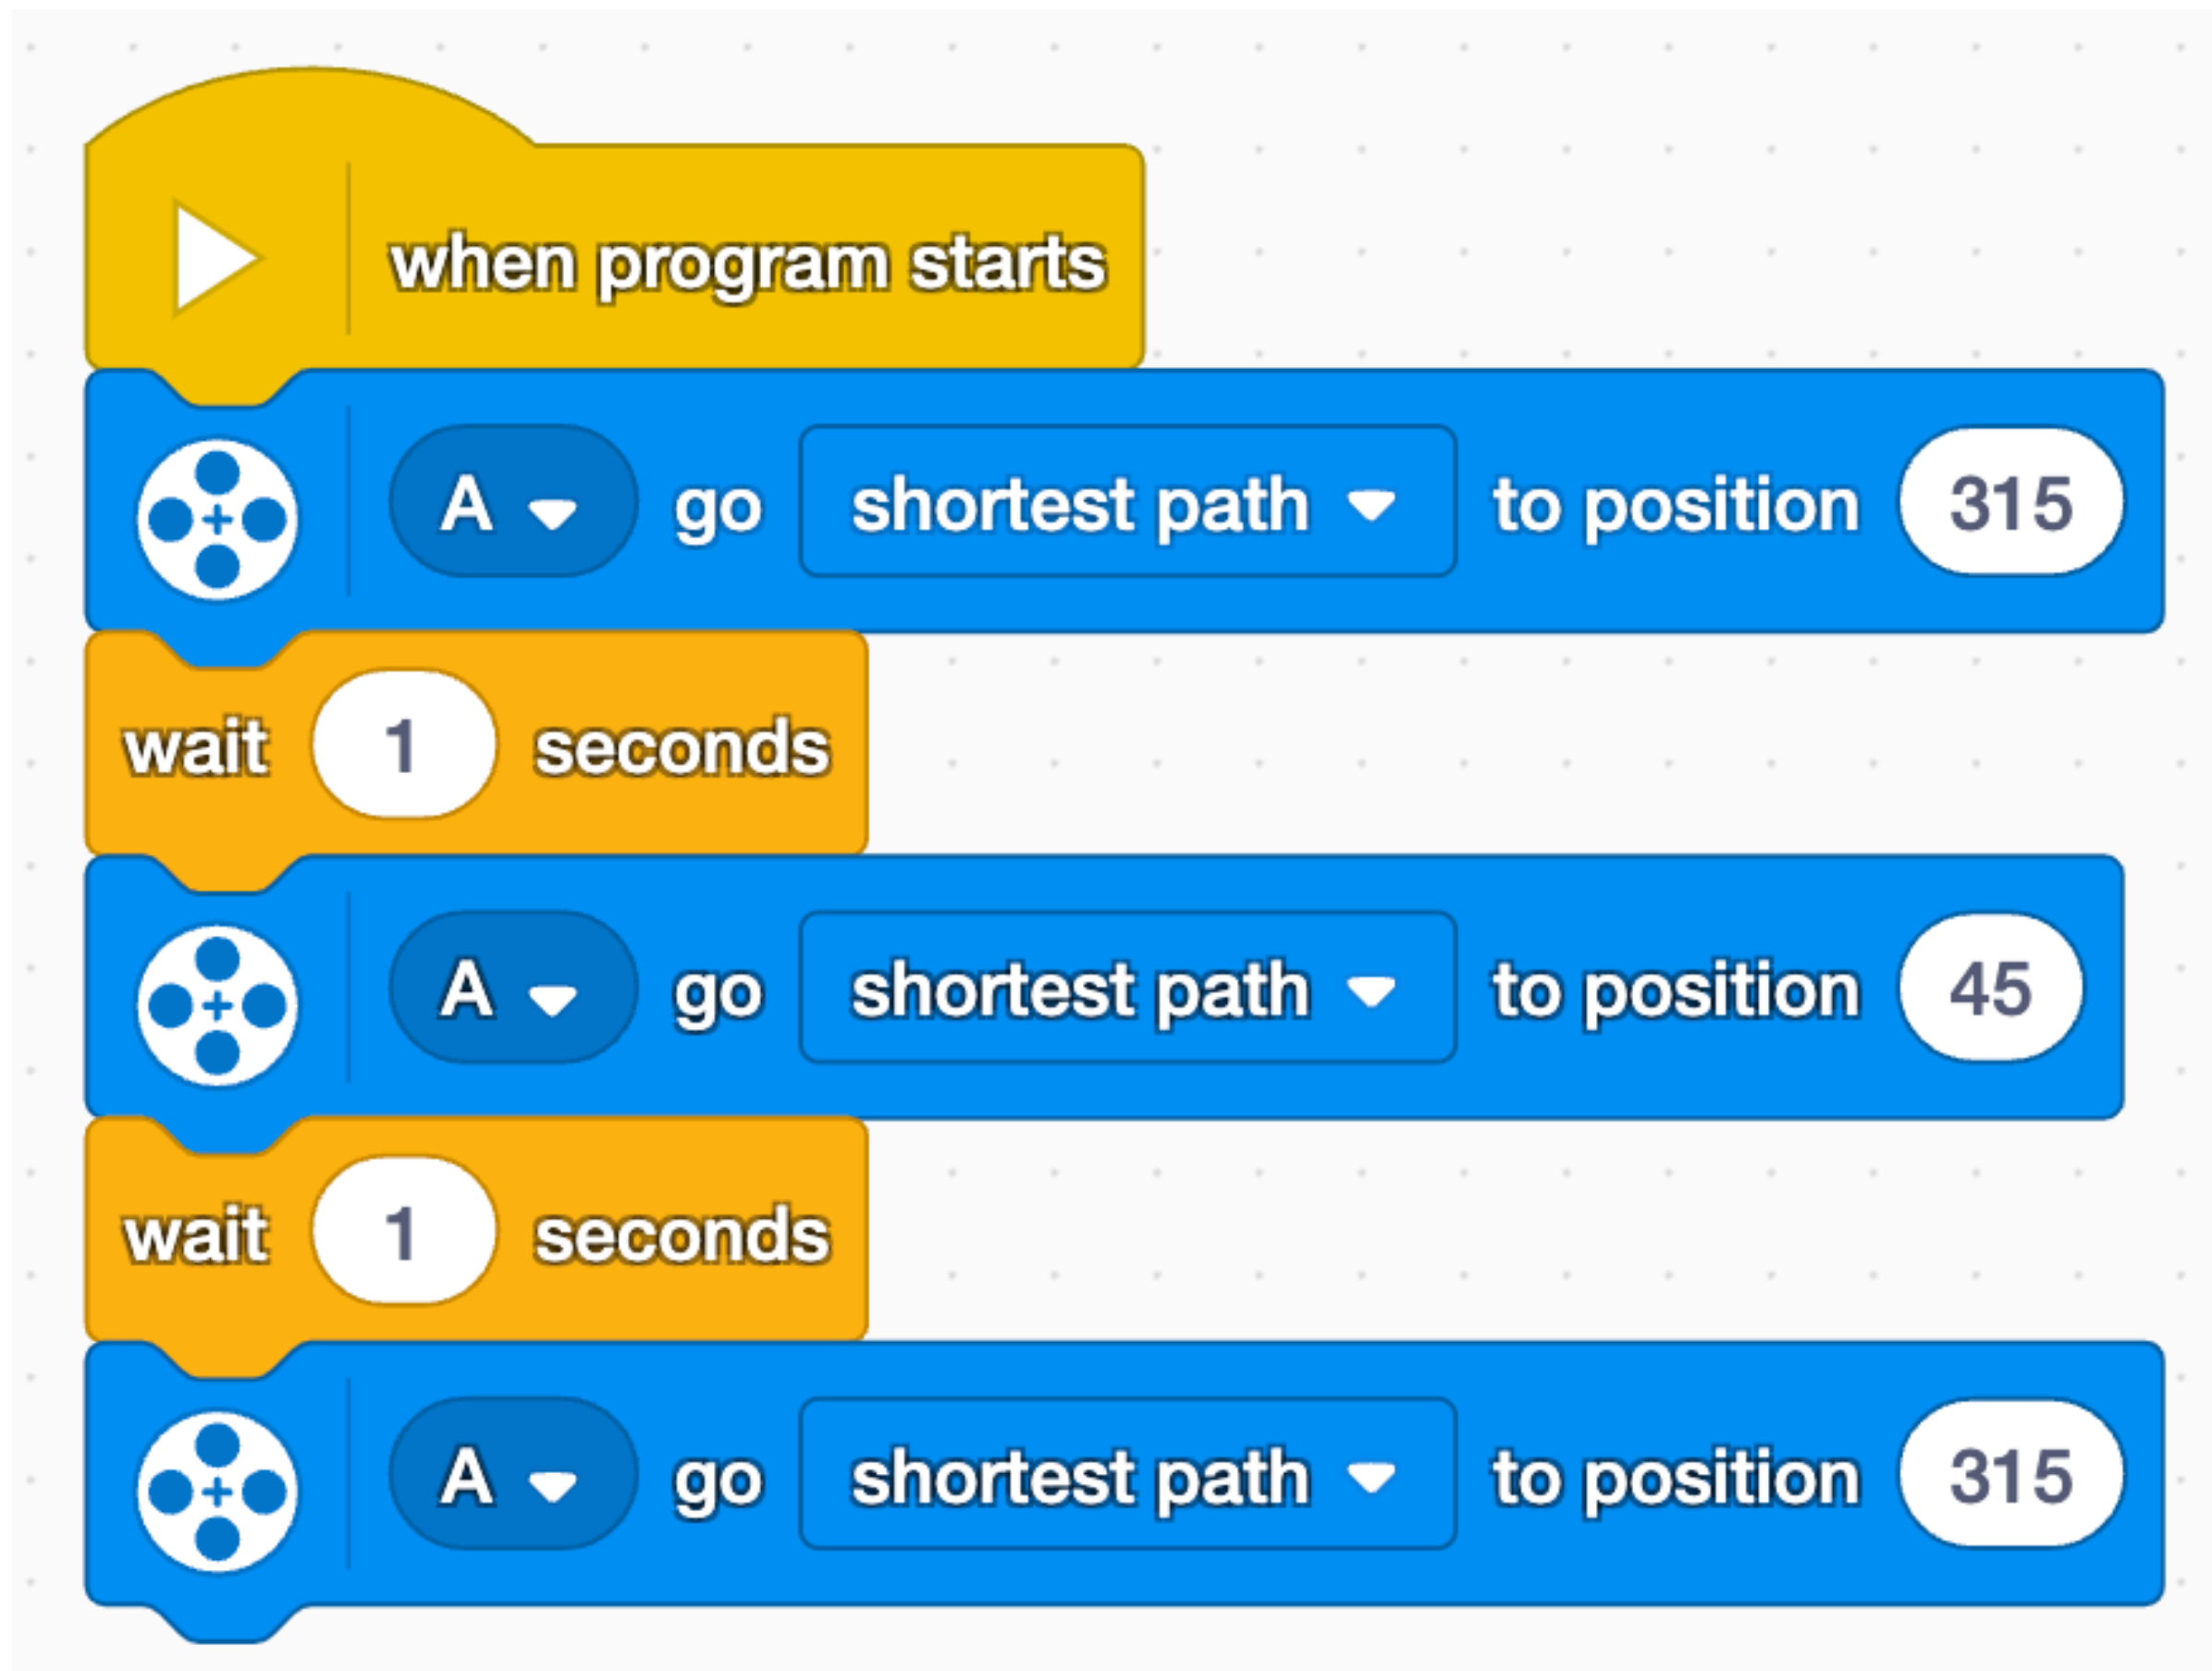 when program starts
A go shortest path to position 315
wait 1 seconds
A go shortest path to position 45
wait 1 seconds
A go shortest path to position 315